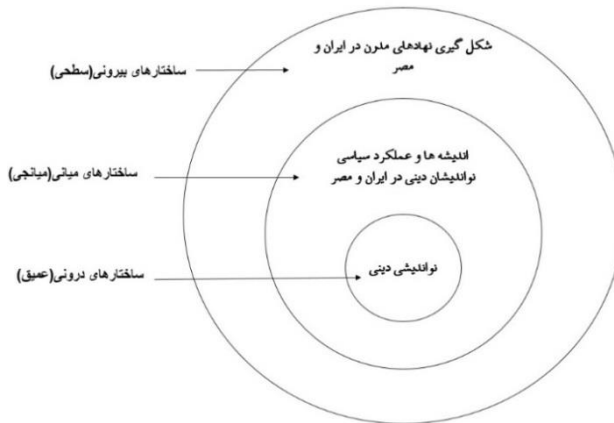 شکل گیری نهادهای مدرن در ایران و
مصر
ساختارهای بیرونی(سطحی)
اندیشه ها و عملکرد سیاسی
نواندیشان دینی در ایران و مصر
ساختارهای میانی(میانجی)
نواندیشی دینی
ساختارهای درونی(عمیق)